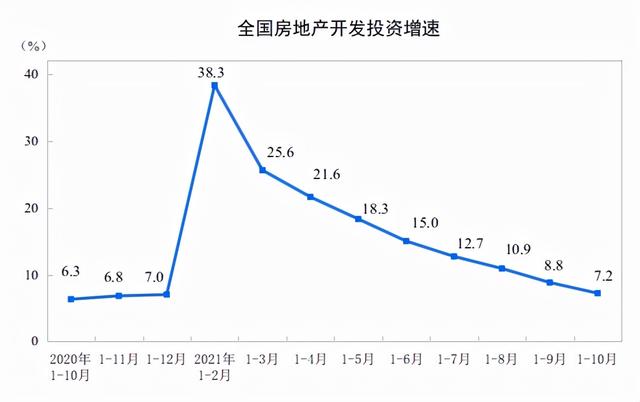 全国房地产开发投资增速
(%)
40
30
20
10
0
38.3
25.6
21.6
18.3
15.0
12.7
10.9
8.8
7.2
6.3
6.8
7.0
2020年
1-10月
1-11月
1-12月
2021年
1-2月
1-3月
1-4月
1-5月
1-6月
1-7月
1-8月
1-9月
1-10月